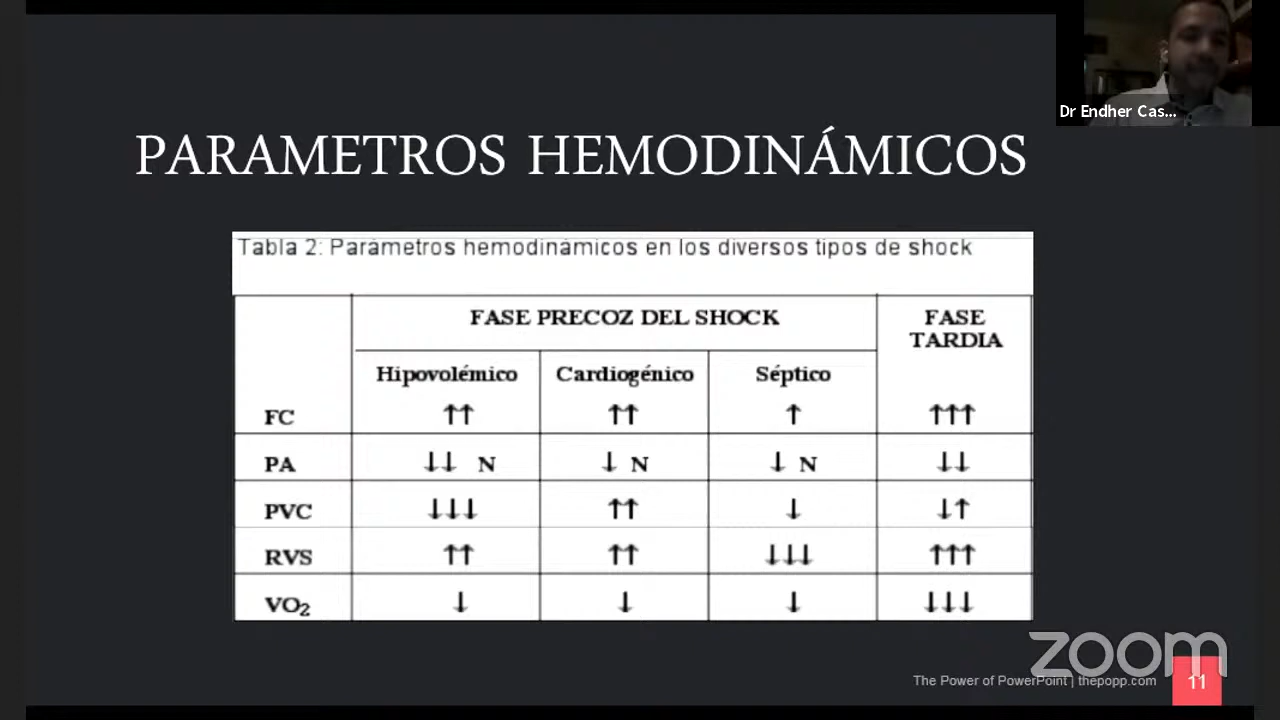 Dr Endher Cas...
PARAMETROS HEMODINÁMICOS
Tabla 2: Parámetros hemodinámicos en los diversos tipos de shock
FASE PRECOZ DEL SHOCK FASE TARDIA
Hipovolémico Cardiogénico Séptico
FC ↑↑ ↑↑ ↑ ↑↑↑
PA ↓↓ N ↓ N ↓ N ↓↓
PVC ↓↓↓ ↑↑ ↓ ↓↑
RVS ↑↑ ↑↑ ↓↓↓ ↑↑↑
VO₂ ↓ ↓ ↓ ↓↓↓
zoom
The Power of PowerPoint | thepopp.com 11